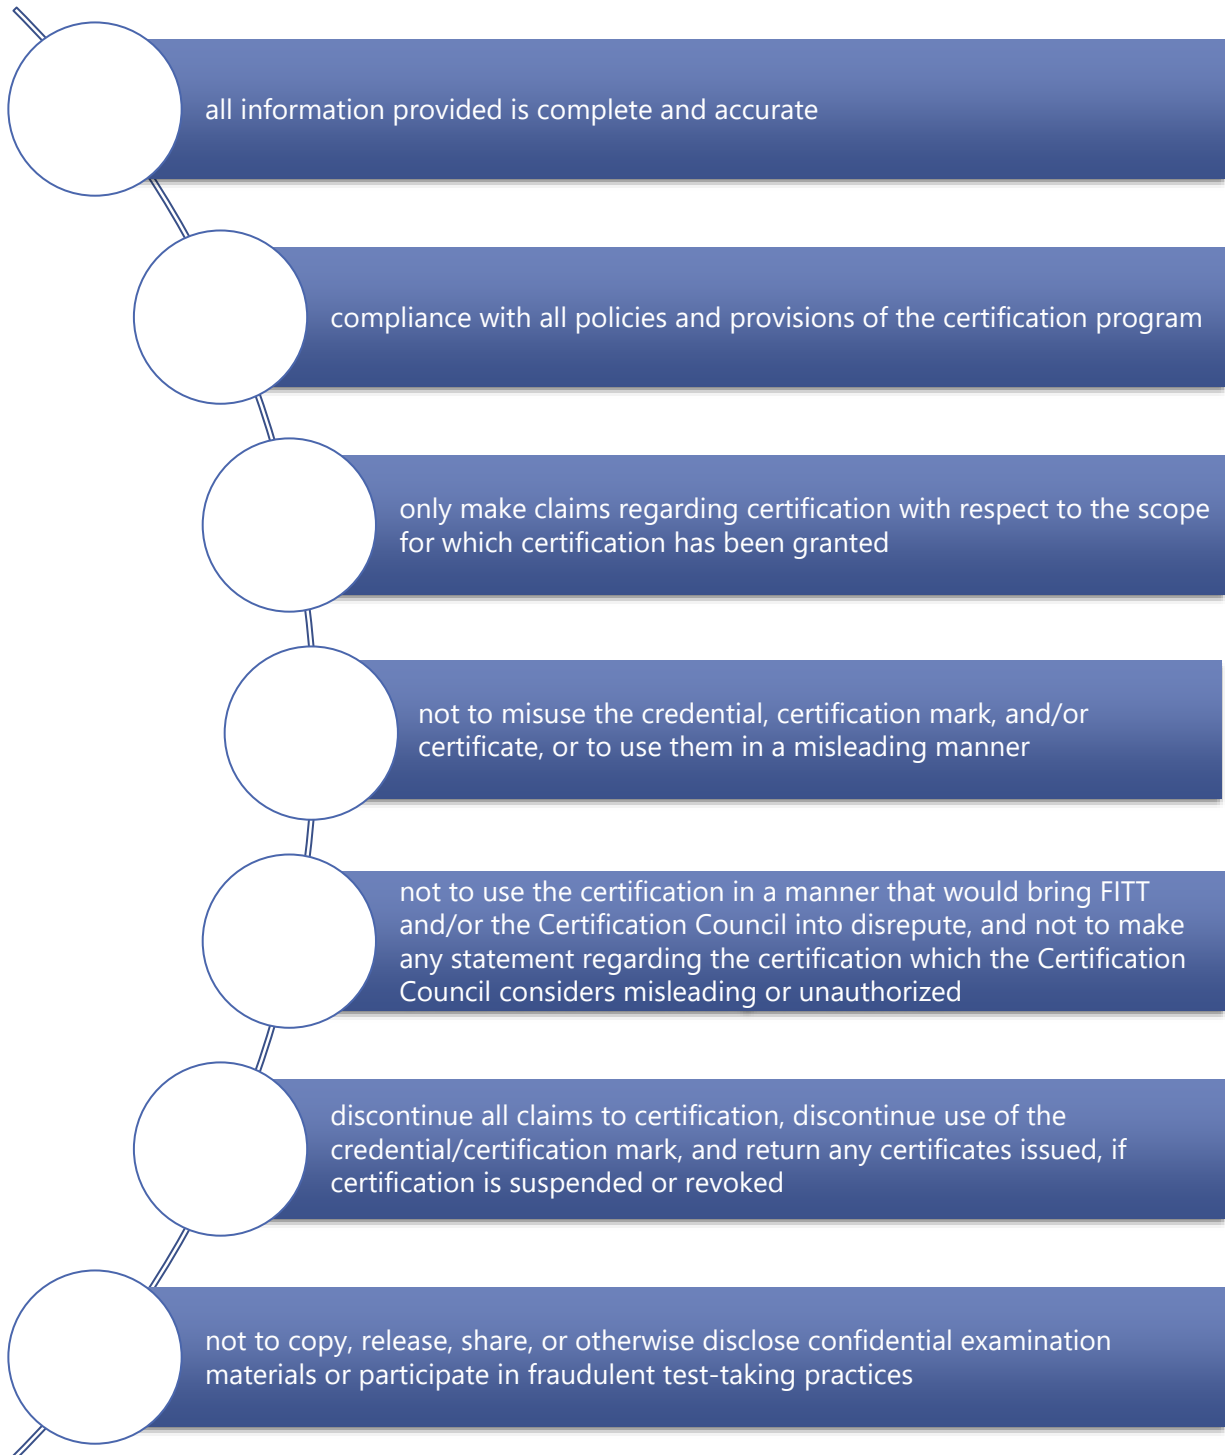 all information provided is complete and accurate
compliance with all policies and provisions of the certification program
only make claims regarding certification with respect to the scope
for which certification has been granted
not to misuse the credential, certification mark, and/or
certificate, or to use them in a misleading manner
not to use the certification in a manner that would bring FITT
and/or the Certification Council into disrepute, and not to make
any statement regarding the certification which the Certification
Council considers misleading or unauthorized
discontinue all claims to certification, discontinue use of the
credential/certification mark, and return any certificates issued, if
certification is suspended or revoked
not to copy, release, share, or otherwise disclose confidential examination
materials or participate in fraudulent test-taking practices